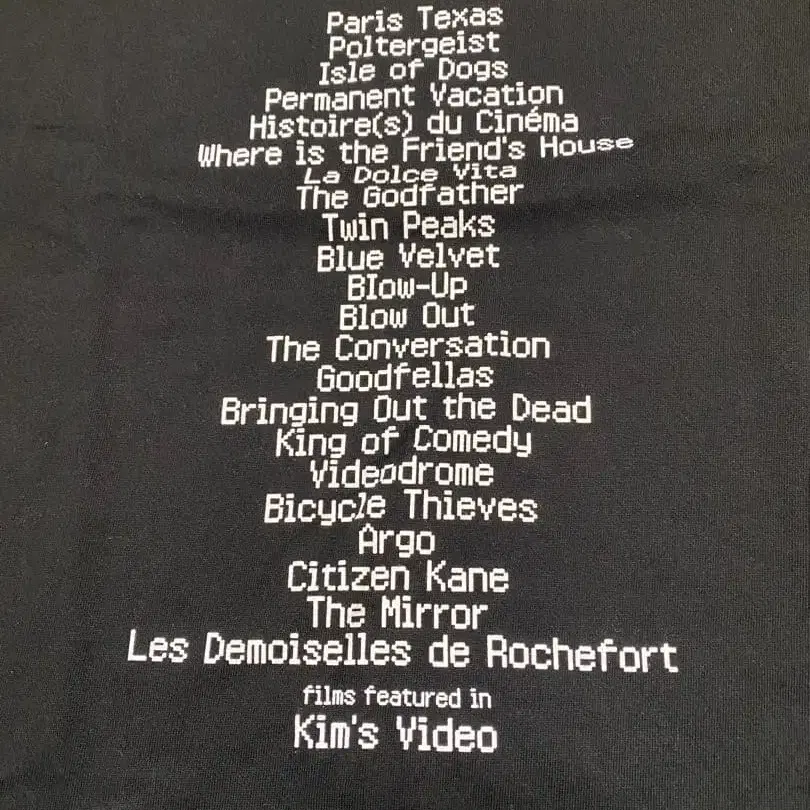 Paris Texas
Poltergeist
Isle of Dogs
Permanent Vacation
Histoire(s) du Cinéma
Where is the Friend's House
La Dolce Vita
The Godfather
Twin Peaks
Blue Velvet
Blow-Up
Blow Out
The Conversation
Goodfellas
Bringing Out the Dead
King of Comedy
Videodrome
Bicycle Thieves
Argo
Citizen Kane
The Mirror
Les Demoiselles de Rochefort
films featured in
Kim's Video